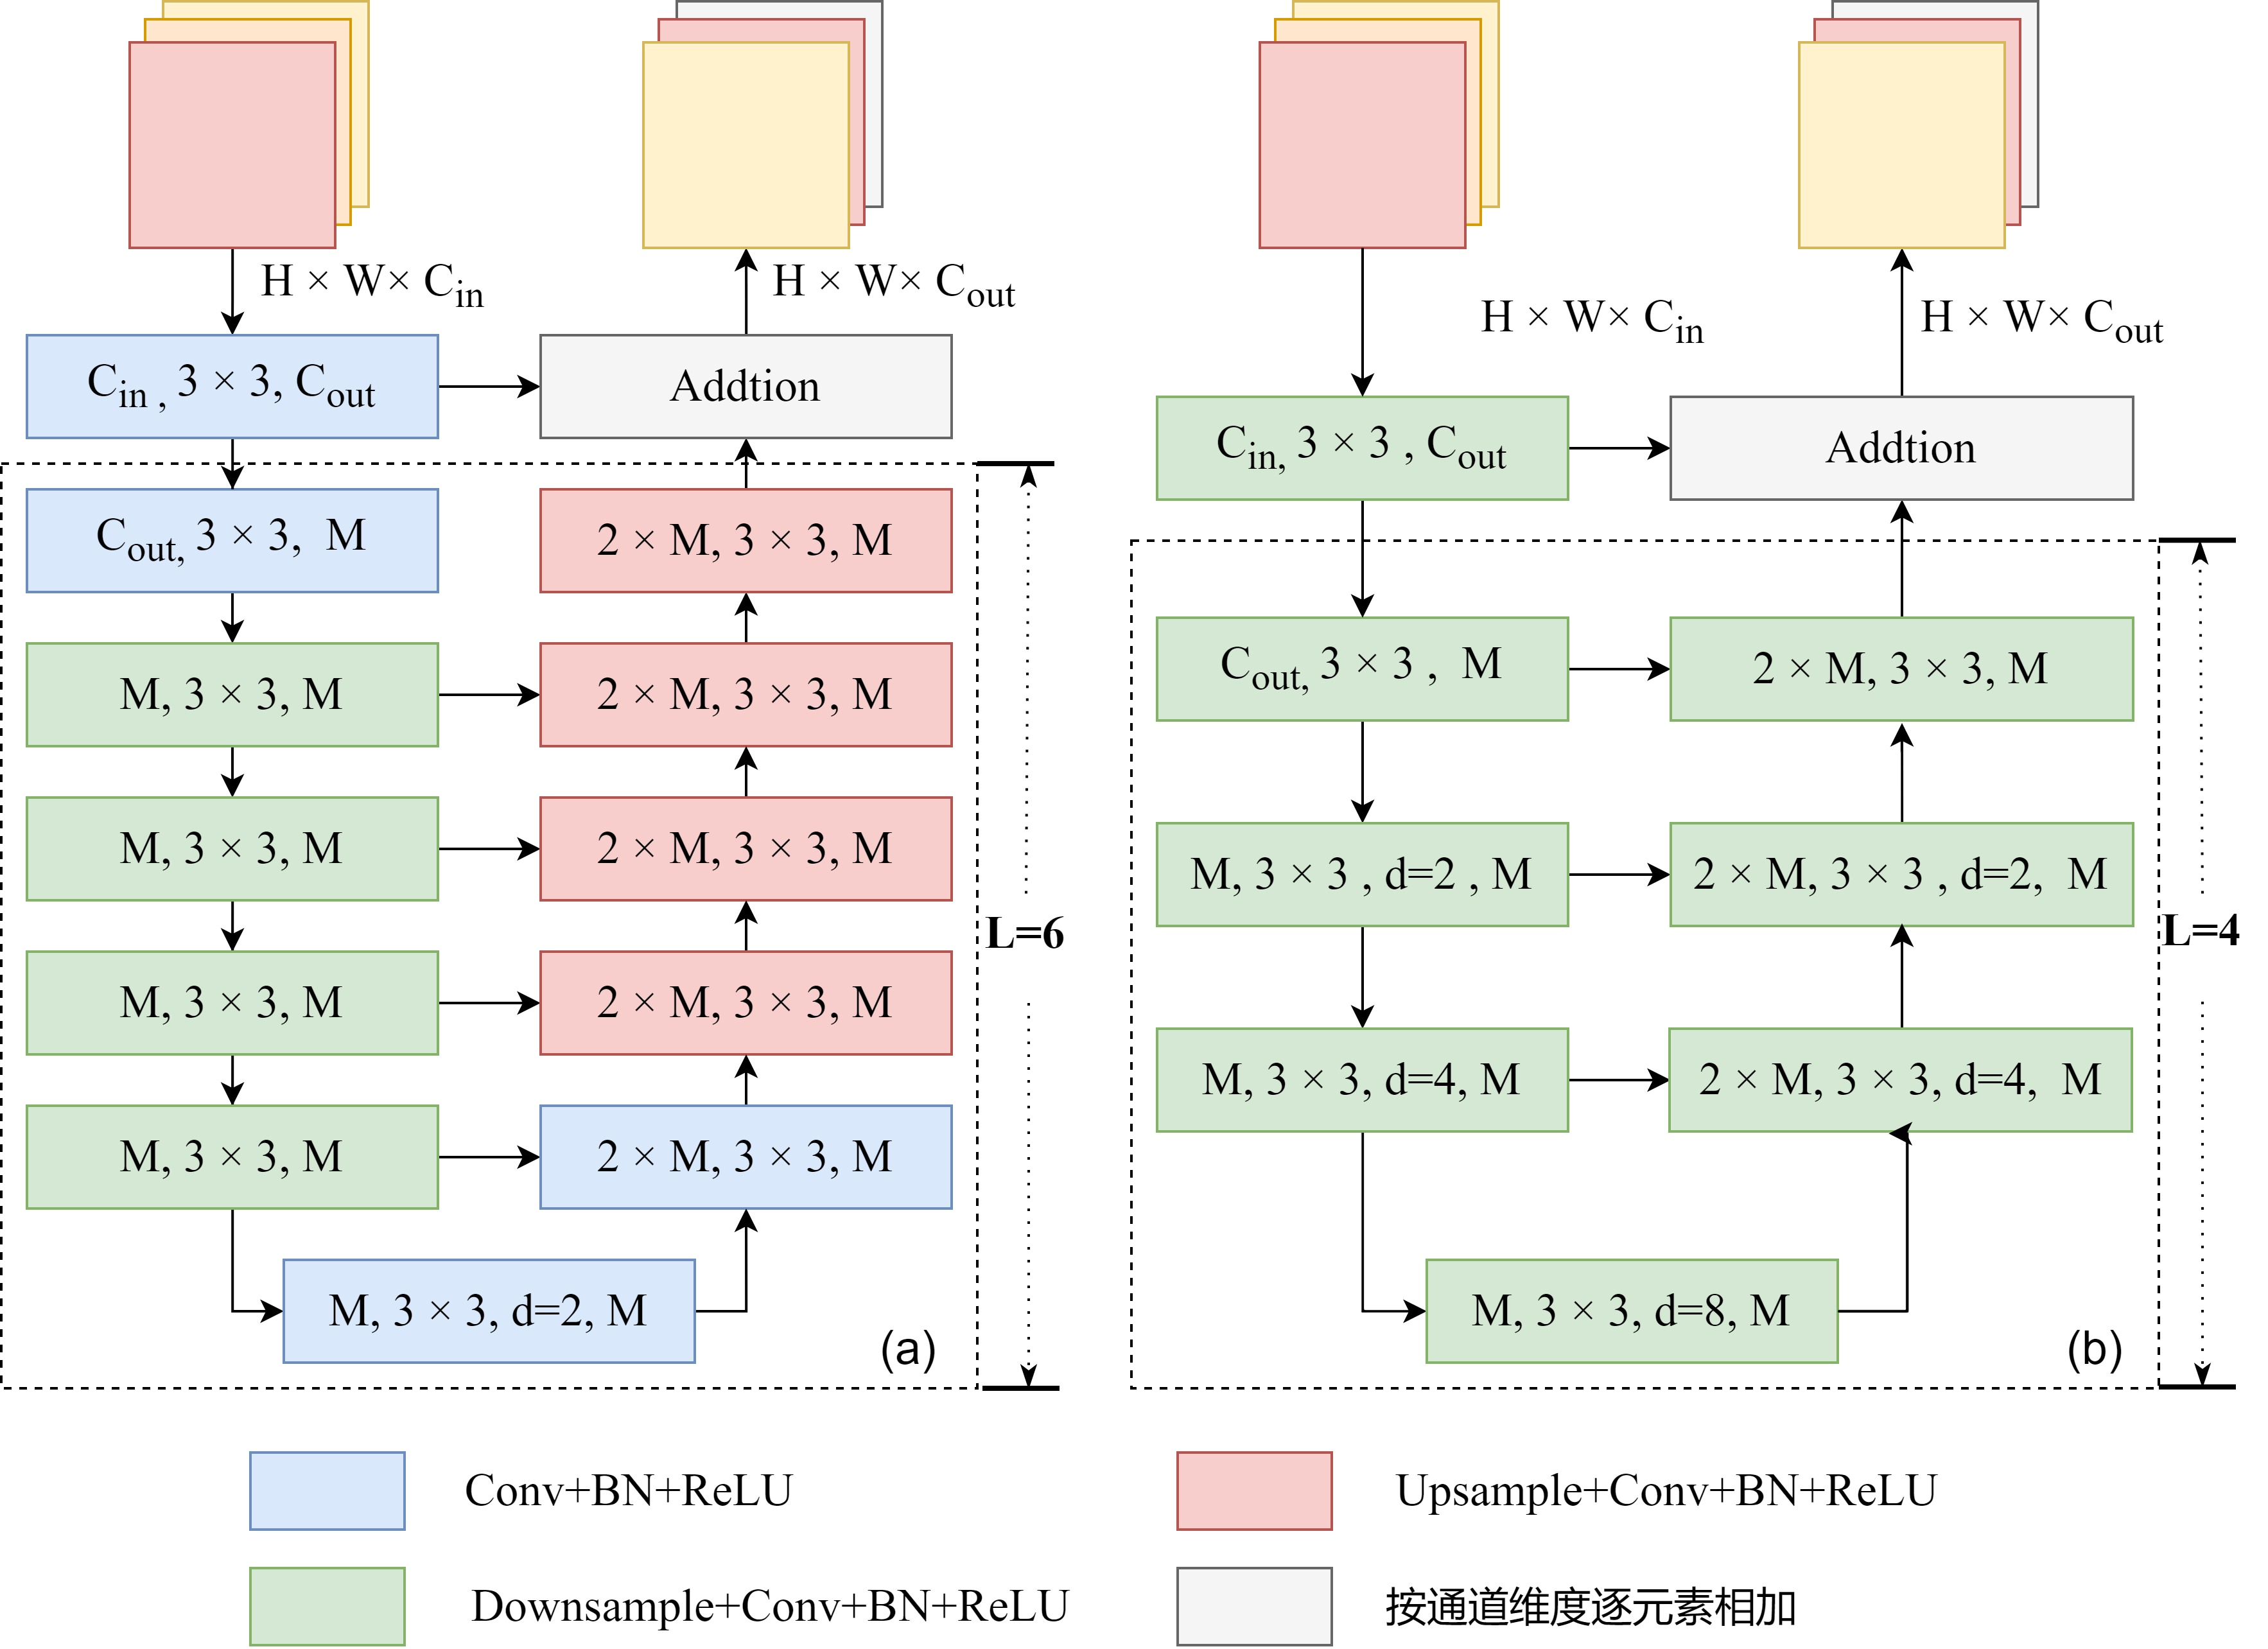 H × W× Cin
Cin , 3 × 3, Cout
Cout, 3 × 3, M
M, 3 × 3, M
M, 3 × 3, M
M, 3 × 3, M
M, 3 × 3, M
M, 3 × 3, d=2, M
H × W× Cout
Addtion
2 × M, 3 × 3, M
2 × M, 3 × 3, M
2 × M, 3 × 3, M
2 × M, 3 × 3, M
2 × M, 3 × 3, M
L=6
(a)
H × W× Cin
Cin, 3 × 3 , Cout
Cout, 3 × 3 , M
M, 3 × 3 , d=2 , M
M, 3 × 3, d=4, M
M, 3 × 3, d=8, M
H × W× Cout
Addtion
2 × M, 3 × 3, M
2 × M, 3 × 3 , d=2, M
2 × M, 3 × 3, d=4, M
L=4
(b)
Conv+BN+ReLU
Upsample+Conv+BN+ReLU
Downsample+Conv+BN+ReLU
按通道维度逐元素相加